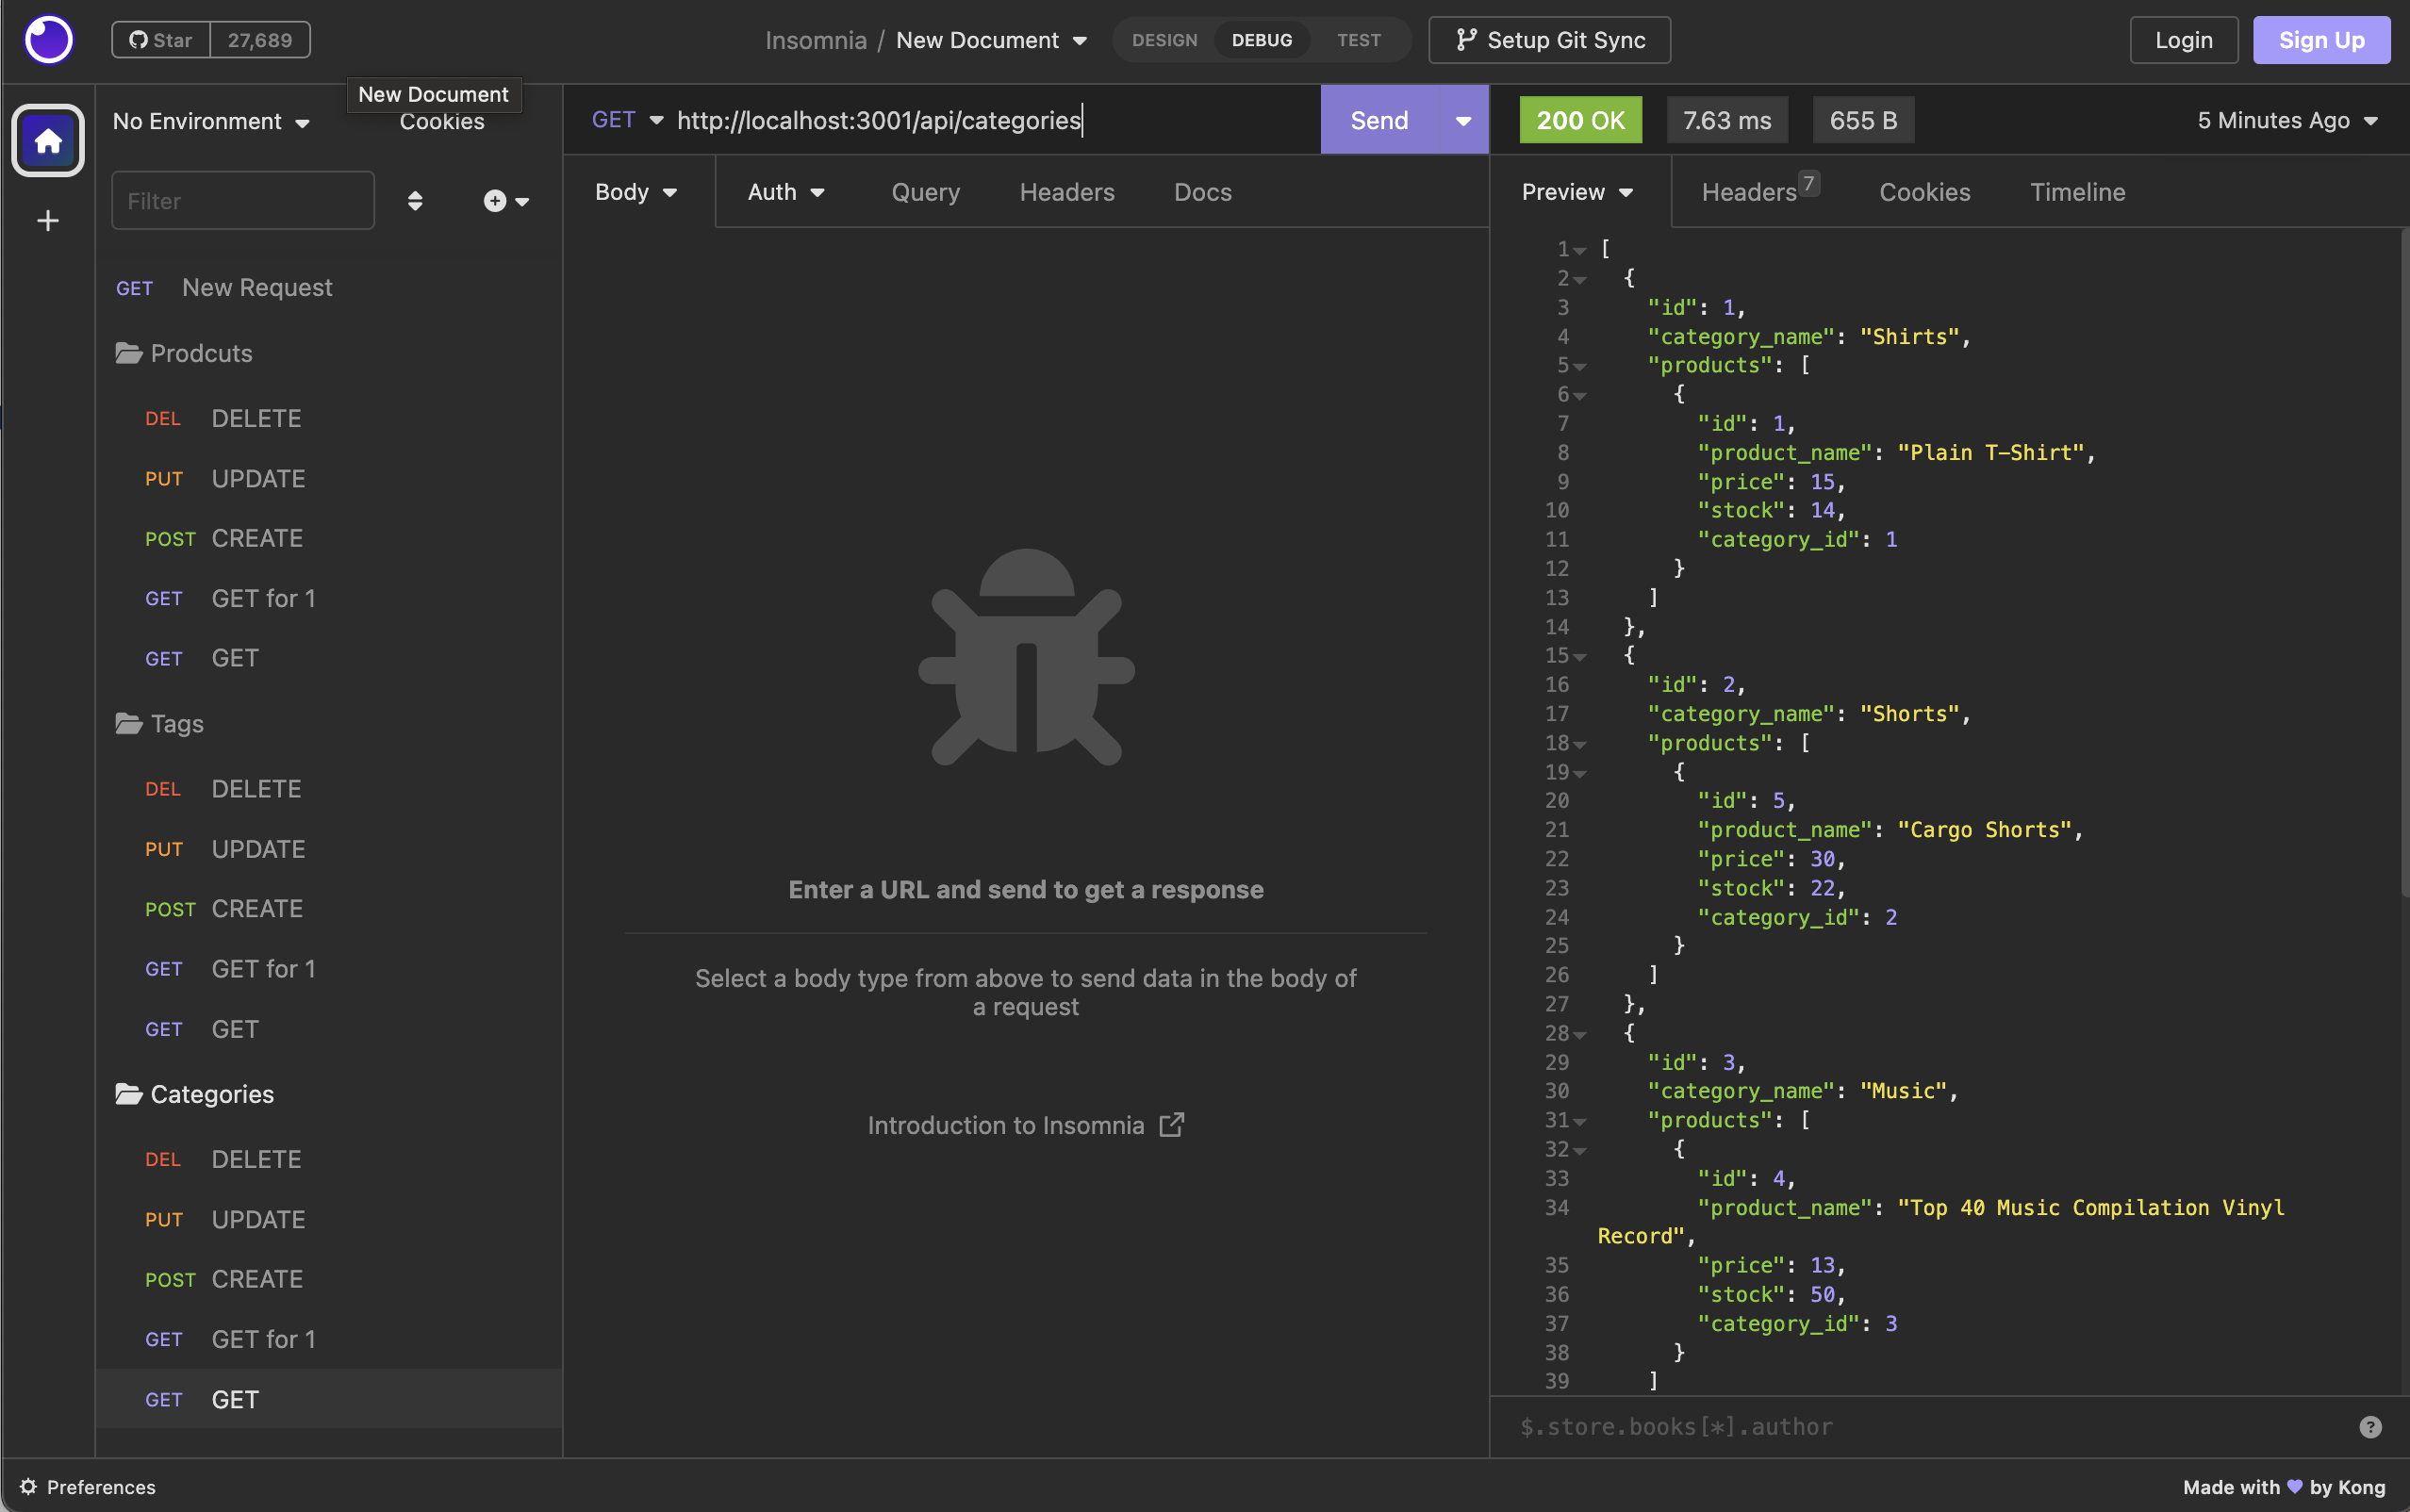 Star 27,689
Insomnia / New Document
DESIGN DEBUG TEST
Setup Git Sync
Login
Sign Up
New Document
No Environment
Cookies
Filter
GET New Request
Prodcuts
DEL DELETE
PUT UPDATE
POST CREATE
GET GET for 1
GET GET
Tags
DEL DELETE
PUT UPDATE
POST CREATE
GET GET for 1
GET GET
Categories
DEL DELETE
PUT UPDATE
POST CREATE
GET GET for 1
GET GET
Preferences
GET http://localhost:3001/api/categories
Send
Body Auth Query Headers Docs
Enter a URL and send to get a response
Select a body type from above to send data in the body of
a request
Introduction to Insomnia
200 OK 7.63 ms 655 B 5 Minutes Ago
Preview Headers 7 Cookies Timeline
1 [
2 {
3 "id": 1,
4 "category_name": "Shirts",
5 "products": [
6 {
7 "id": 1,
8 "product_name": "Plain T-Shirt",
9 "price": 15,
10 "stock": 14,
11 "category_id": 1
12 }
13 ]
14 },
15 {
16 "id": 2,
17 "category_name": "Shorts",
18 "products": [
19 {
20 "id": 5,
21 "product_name": "Cargo Shorts",
22 "price": 30,
23 "stock": 22,
24 "category_id": 2
25 }
26 ]
27 },
28 {
29 "id": 3,
30 "category_name": "Music",
31 "products": [
32 {
33 "id": 4,
34 "product_name": "Top 40 Music Compilation Vinyl
Record",
35 "price": 13,
36 "stock": 50,
37 "category_id": 3
38 }
39 ]
$.store.books[*].author
?
Made with 💜 by Kong